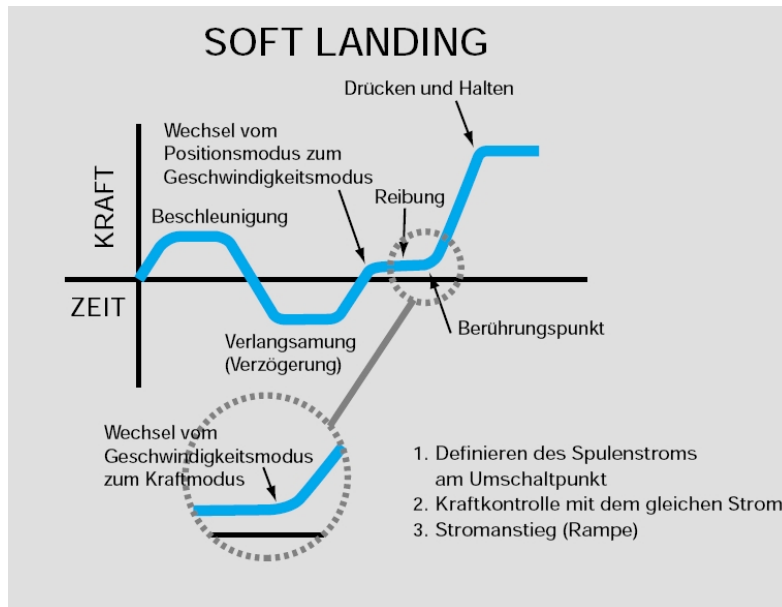 SOFT LANDING
Drücken und Halten
Wechsel vom
Positionsmodus zum
Geschwindigkeitsmodus
Reibung
KRAFT
Beschleunigung
ZEIT
Verlangsamung
(Verzögerung)
Berührungspunkt
Wechsel vom
Geschwindigkeitsmodus
zum Kraftmodus
1. Definieren des Spulenstroms
am Umschaltpunkt
2. Kraftkontrolle mit dem gleichen Strom
3. Stromanstieg (Rampe)